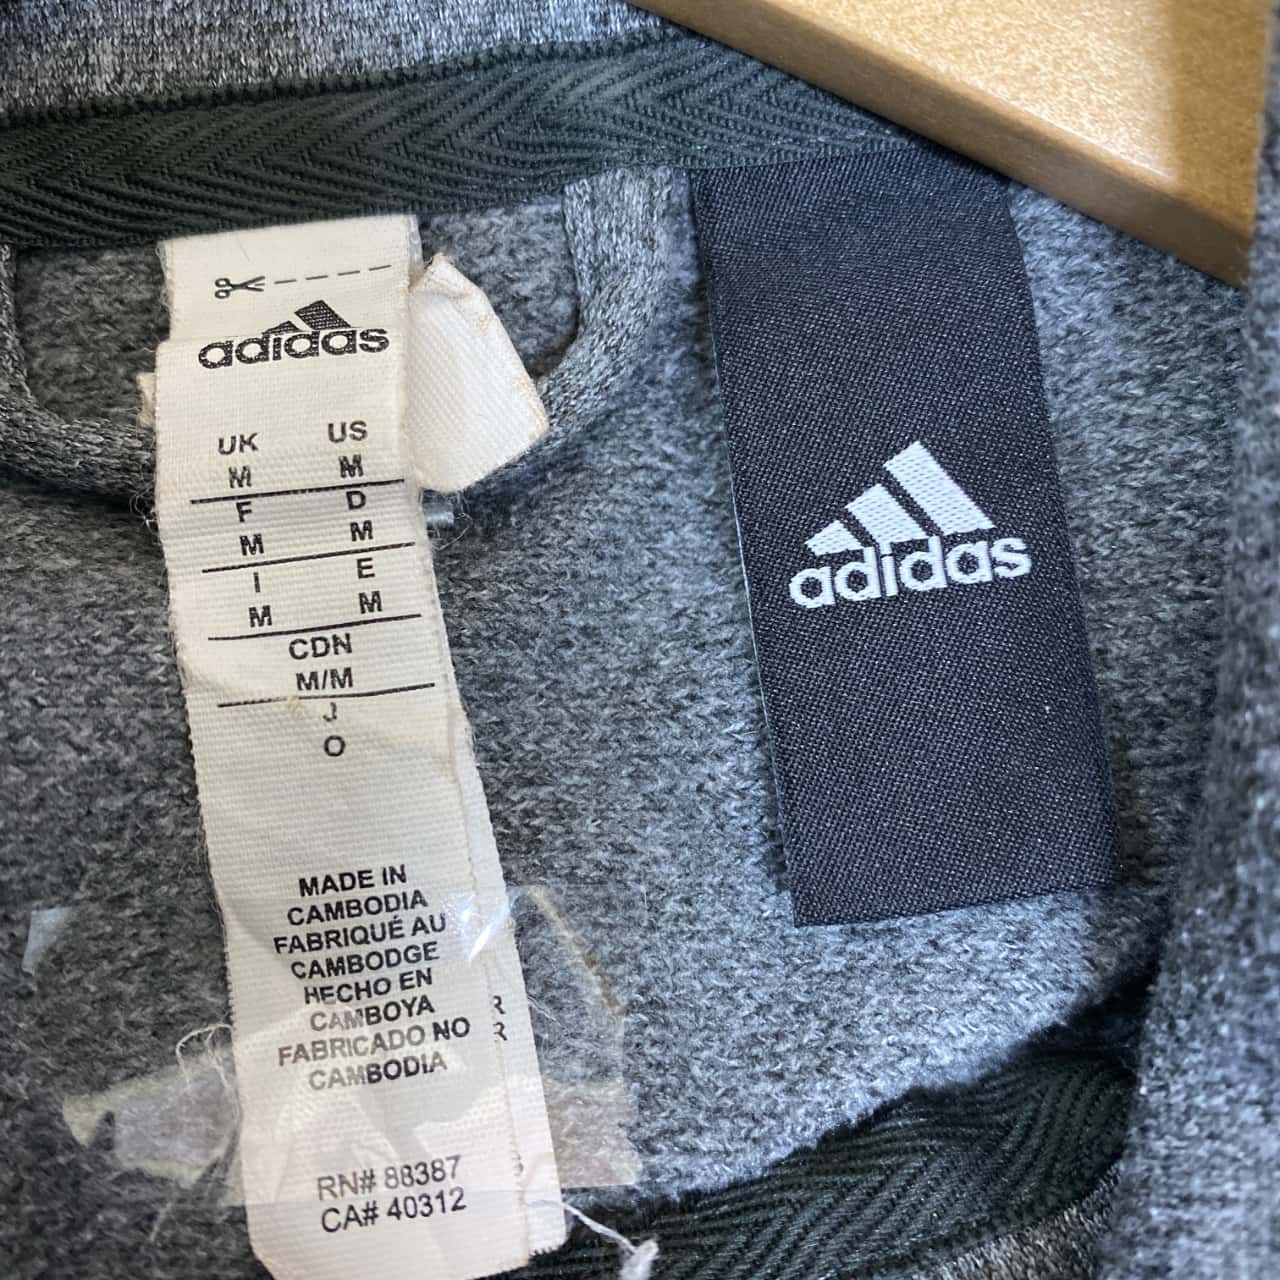 adidas
UK US
M M
F D
M M
I E
M M
CDN
M/M
J
O
MADE IN
CAMBODIA
FABRIQUÉ AU
CAMBODGE
HECHO EN
CAMBOYA
FABRICADO NO
CAMBODIA
R
R
RN# 88387
CA# 40312
adidas